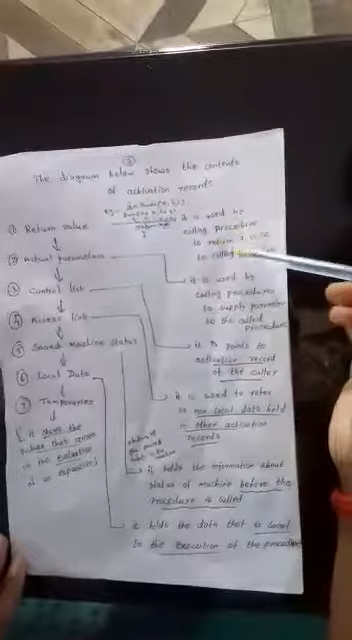 ③
The diagram below shows the contents
of activation records
① Return value
it is used by
calling Procedure
to return a
to calling
② Actual parameters
it is used by
calling procedures
to supply parameter
to the called
procedure
③ Control link
it is points to
activation record
of the caller
④ Access link
it is used to refer
to non local data held
in other activation
records
⑤ Saved Machine Status
it holds the information about
status of machine before the
procedure is called
⑥ Local Data
it holds the data that is local
to the execution of the procedure
⑦ Temporaries
it stores the
values that
in the evaluation
of an expression